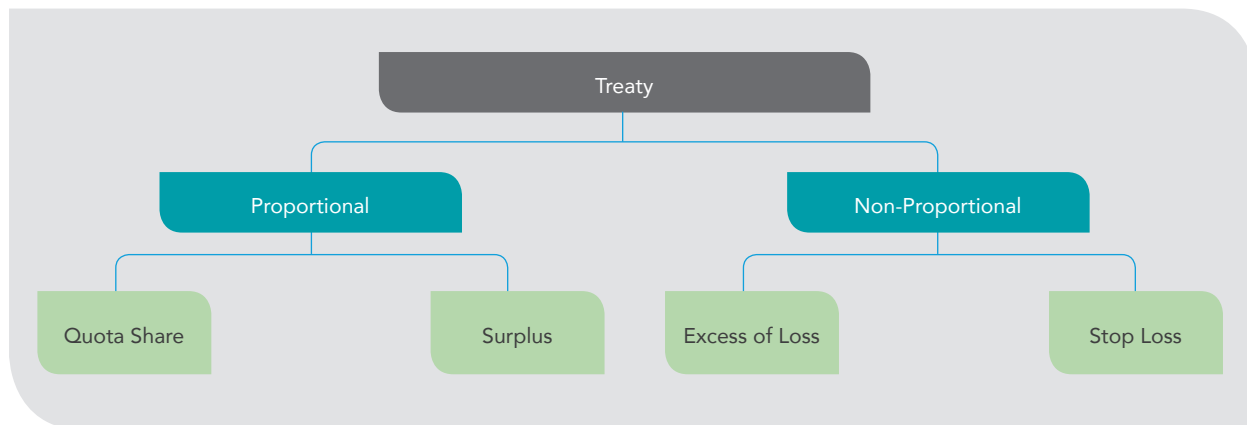 Treaty
Proportional
Non-Proportional
Quota Share
Surplus
Excess of Loss
Stop Loss